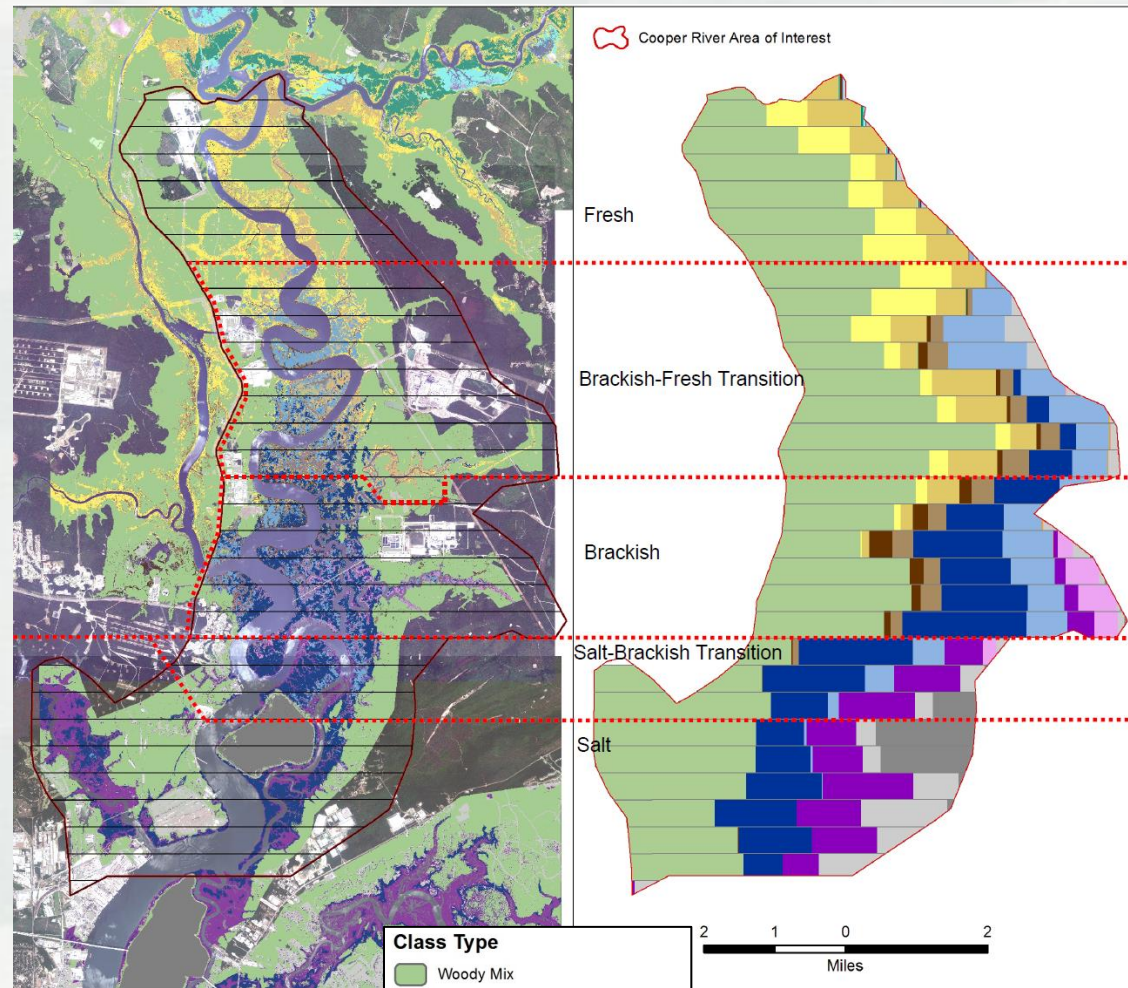 Cooper River Area of Interest
Fresh
Brackish-Fresh Transition
Brackish
Salt-Brackish Transition
Salt
2 1 0 2
Miles
Class Type
Woody Mix